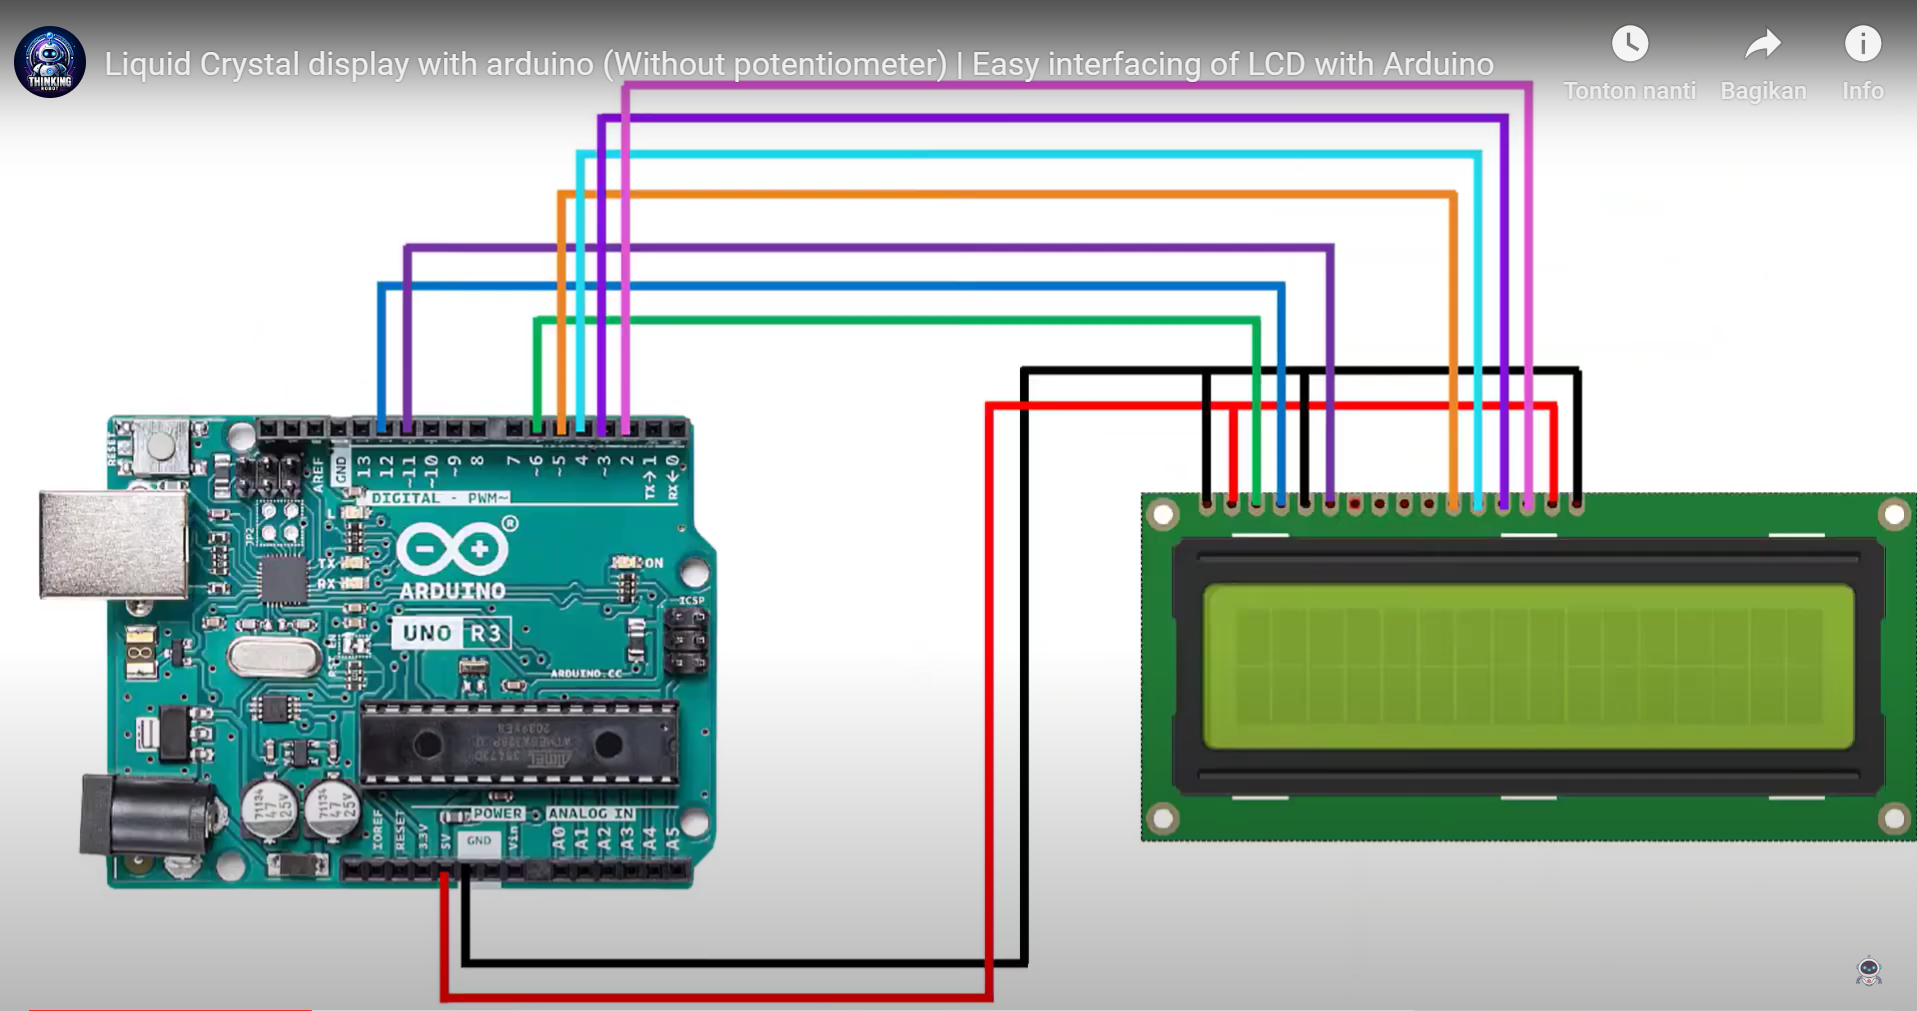 THINKING
ROBOT
Liquid Crystal display with arduino (Without potentiometer) | Easy interfacing of LCD with Arduino
Tonton nanti
Bagikan
Info
RESET
AREF
GND
13
12
~11
~10
~9
8
7
~6
~5
4
~3
2
TX→1
RX←0
DIGITAL - PWM~
JP2
L
TX
RX
ON
ARDUINO
ICSP
UNO R3
ARDUINO.CC
71134
47
25V
71134
47
25V
POWER
ANALOG IN
IOREF
RESET
3.3V
5V
GND
Vin
A0
A1
A2
A3
A4
A5